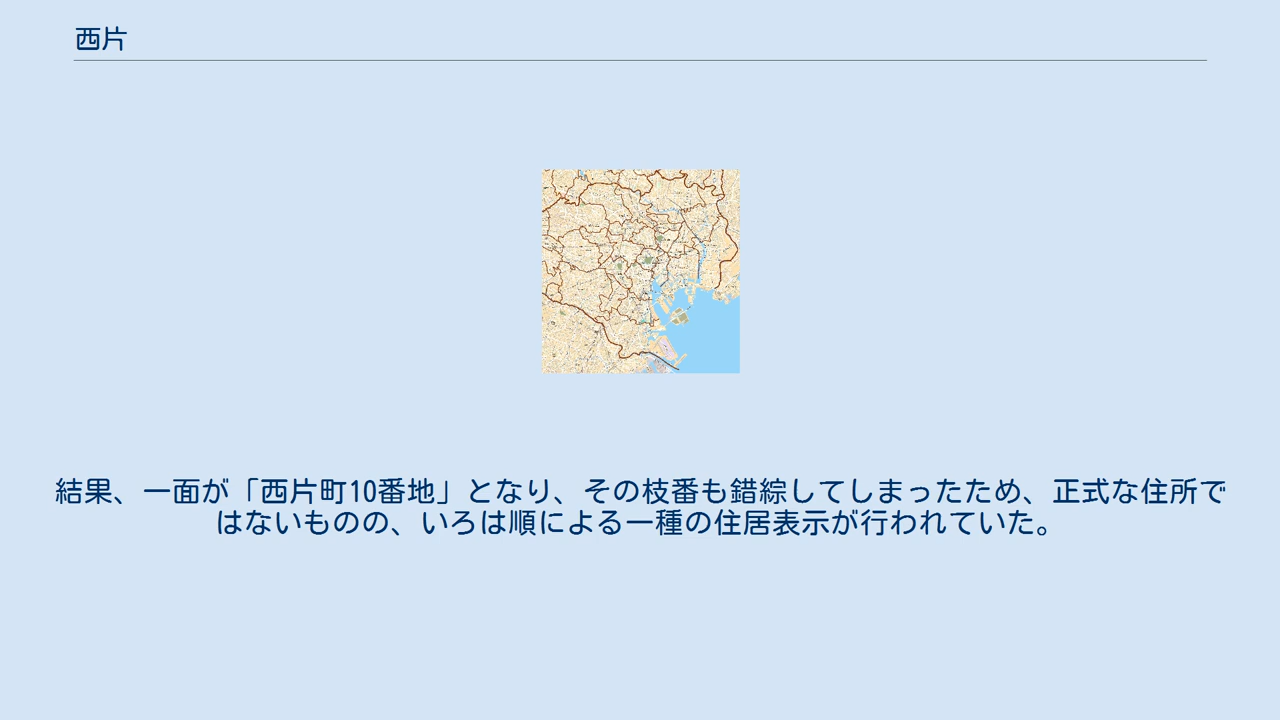 西片
結果、一面が「西片町10番地」となり、その枝番も錯綜してしまったため、正式な住所で
はないものの、いろは順による一種の住居表示が行われていた。